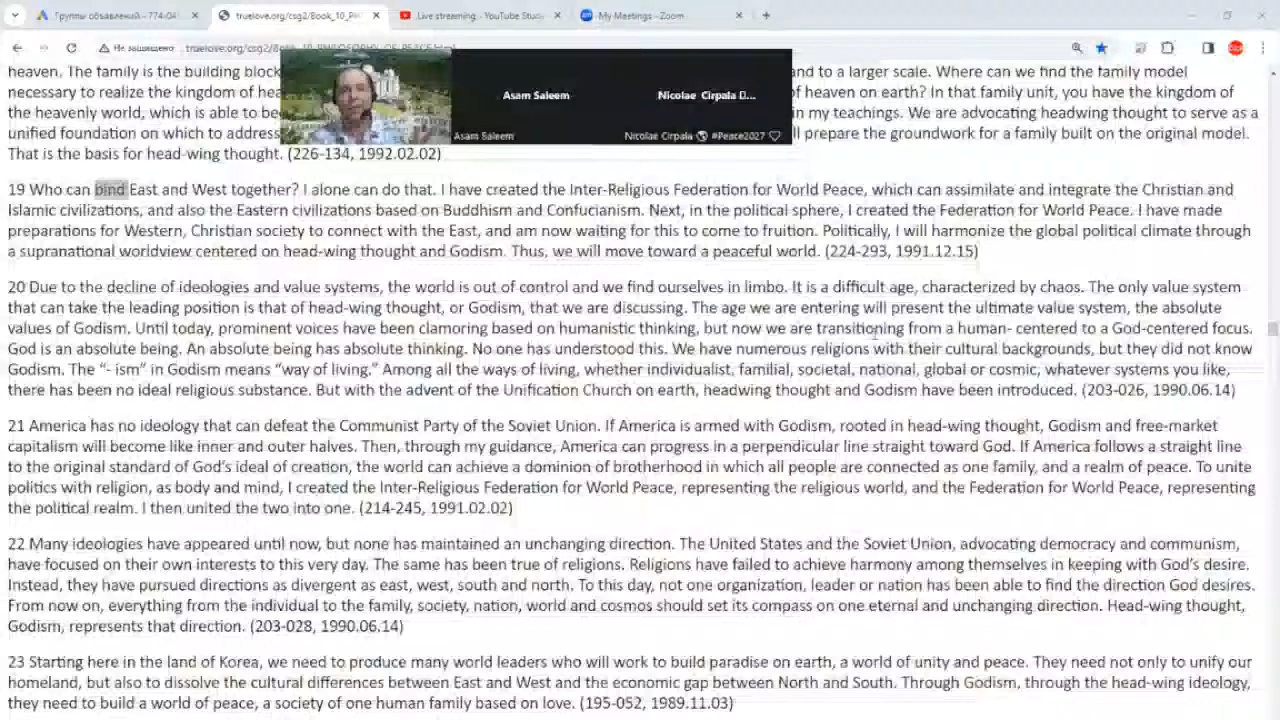 Группы объявлений – 774-04
truelove.org/csg2/Book_10_P
Live streaming - YouTube Stu
My Meetings - Zoom
Не защищено
truelove.org/csg2/Book_10
heaven. The family is the building block and to a larger scale. Where can we find the family model
necessary to realize the kingdom of hea of heaven on earth? In that family unit, you have the kingdom of
the heavenly world, which is able to be in my teachings. We are advocating headwing thought to serve as a
unified foundation on which to address ll prepare the groundwork for a family built on the original model.
Asam Saleem
Nicolae Cirpala
Asam Saleem
Nicolae Cirpala #Peace2027
That is the basis for head-wing thought. (226-134, 1992.02.02)
19 Who can bind East and West together? I alone can do that. I have created the Inter-Religious Federation for World Peace, which can assimilate and integrate the Christian and
Islamic civilizations, and also the Eastern civilizations based on Buddhism and Confucianism. Next, in the political sphere, I created the Federation for World Peace. I have made
preparations for Western, Christian society to connect with the East, and am now waiting for this to come to fruition. Politically, I will harmonize the global political climate through
a supranational worldview centered on head-wing thought and Godism. Thus, we will move toward a peaceful world. (224-293, 1991.12.15)
20 Due to the decline of ideologies and value systems, the world is out of control and we find ourselves in limbo. It is a difficult age, characterized by chaos. The only value system
that can take the leading position is that of head-wing thought, or Godism, that we are discussing. The age we are entering will present the ultimate value system, the absolute
values of Godism. Until today, prominent voices have been clamoring based on humanistic thinking, but now we are transitioning from a human- centered to a God-centered focus.
God is an absolute being. An absolute being has absolute thinking. No one has understood this. We have numerous religions with their cultural backgrounds, but they did not know
Godism. The “- ism” in Godism means “way of living.” Among all the ways of living, whether individualist, familial, societal, national, global or cosmic, whatever systems you like,
there has been no ideal religious substance. But with the advent of the Unification Church on earth, headwing thought and Godism have been introduced. (203-026, 1990.06.14)
21 America has no ideology that can defeat the Communist Party of the Soviet Union. If America is armed with Godism, rooted in head-wing thought, Godism and free-market
capitalism will become like inner and outer halves. Then, through my guidance, America can progress in a perpendicular line straight toward God. If America follows a straight line
to the original standard of God’s ideal of creation, the world can achieve a dominion of brotherhood in which all people are connected as one family, and a realm of peace. To unite
politics with religion, as body and mind, I created the Inter-Religious Federation for World Peace, representing the religious world, and the Federation for World Peace, representing
the political realm. I then united the two into one. (214-245, 1991.02.02)
22 Many ideologies have appeared until now, but none has maintained an unchanging direction. The United States and the Soviet Union, advocating democracy and communism,
have focused on their own interests to this very day. The same has been true of religions. Religions have failed to achieve harmony among themselves in keeping with God’s desire.
Instead, they have pursued directions as divergent as east, west, south and north. To this day, not one organization, leader or nation has been able to find the direction God desires.
From now on, everything from the individual to the family, society, nation, world and cosmos should set its compass on one eternal and unchanging direction. Head-wing thought,
Godism, represents that direction. (203-028, 1990.06.14)
23 Starting here in the land of Korea, we need to produce many world leaders who will work to build paradise on earth, a world of unity and peace. They need not only to unify our
homeland, but also to dissolve the cultural differences between East and West and the economic gap between North and South. Through Godism, through the head-wing ideology,
they need to build a world of peace, a society of one human family based on love. (195-052, 1989.11.03)